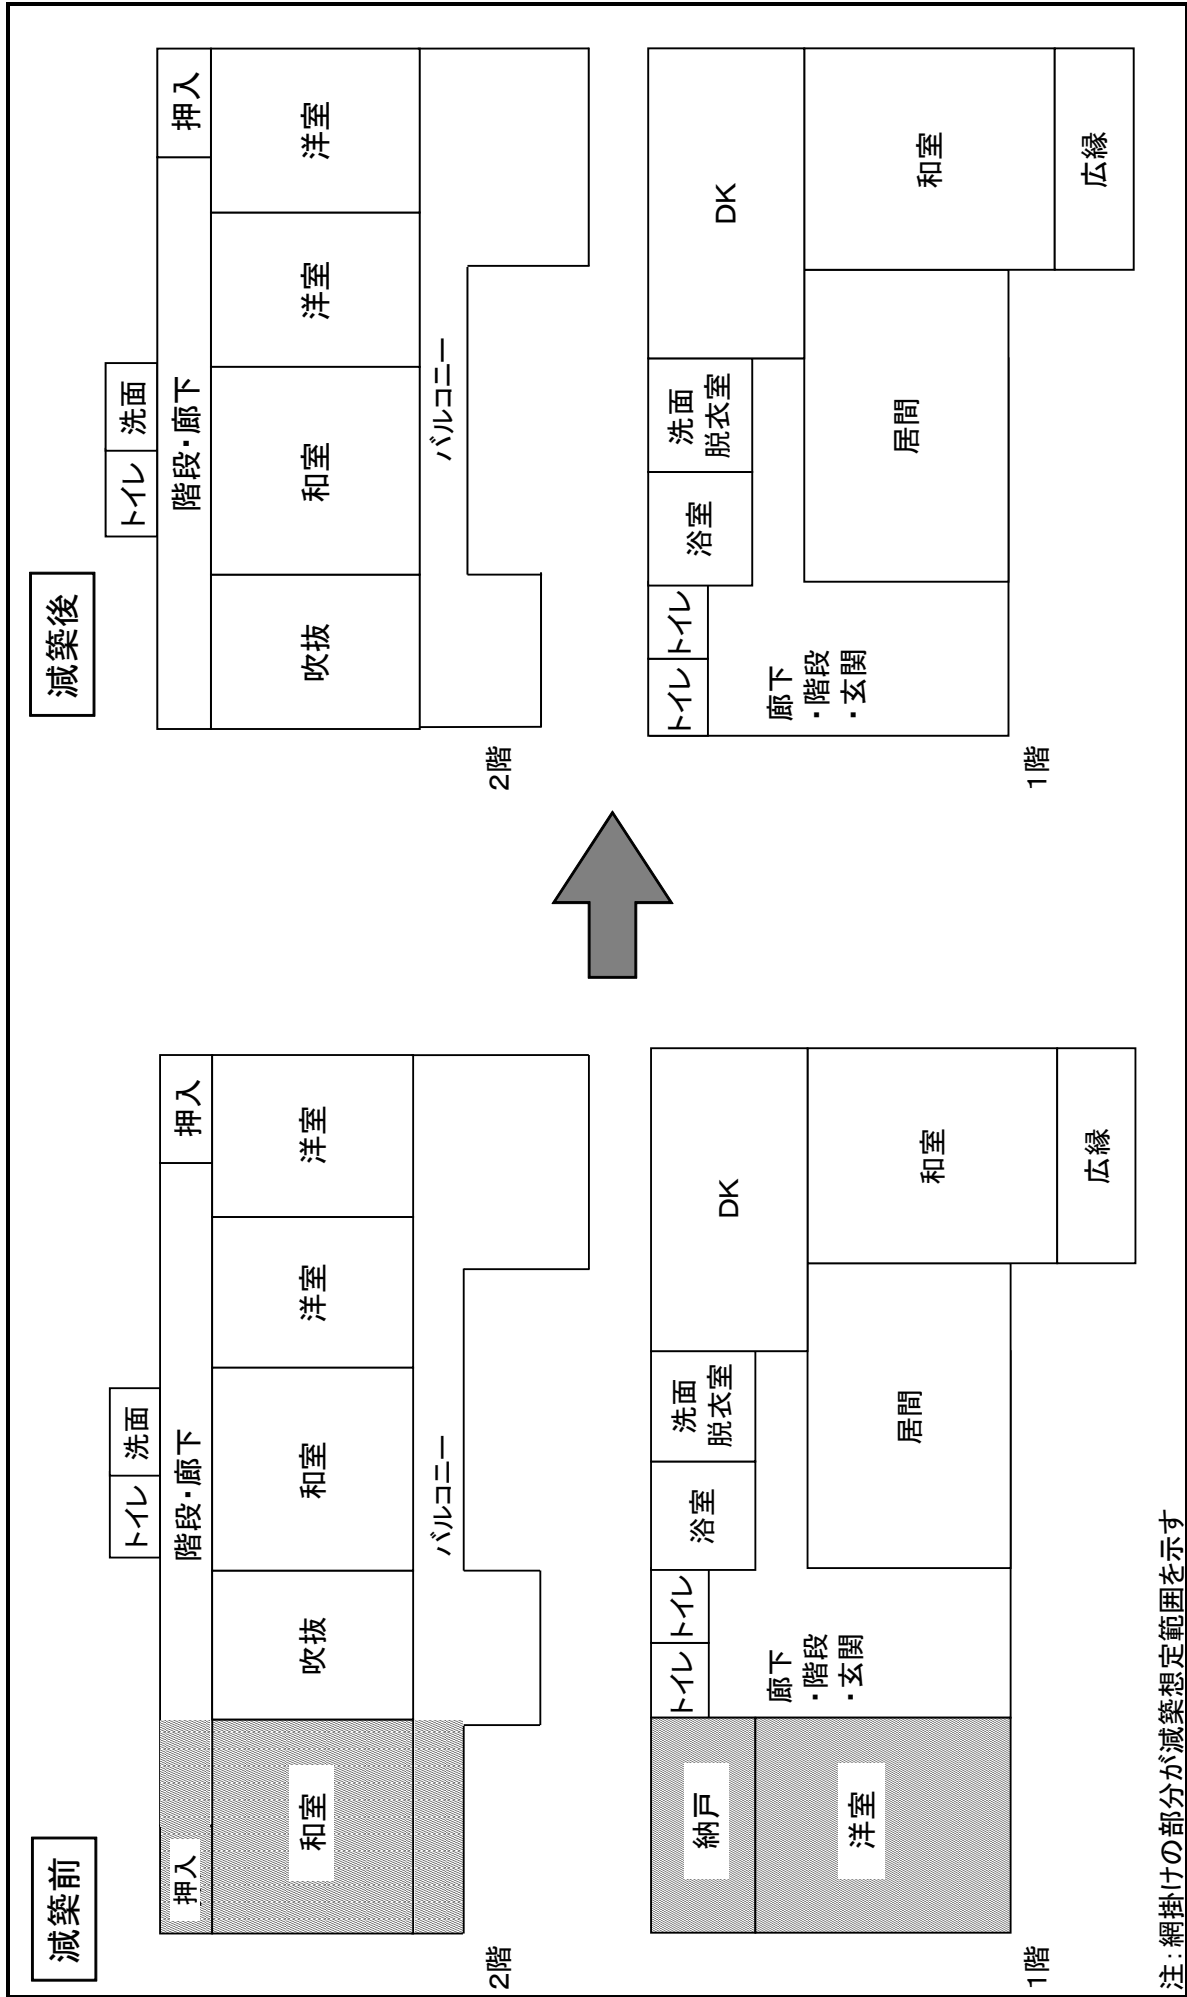 減築前
押入
階段・廊下
トイレ
洗面
押入
和室
吹抜
和室
洋室
洋室
バルコニー
2階
納戸
トイレ
トイレ
浴室
洗面
脱衣室
DK
洋室
廊下
・階段
・玄関
居間
和室
広縁
1階
減築後
トイレ
洗面
階段・廊下
押入
吹抜
和室
洋室
洋室
バルコニー
2階
トイレ
トイレ
浴室
洗面
脱衣室
DK
廊下
・階段
・玄関
居間
和室
広縁
1階
注:網掛けの部分が減築想定範囲を示す